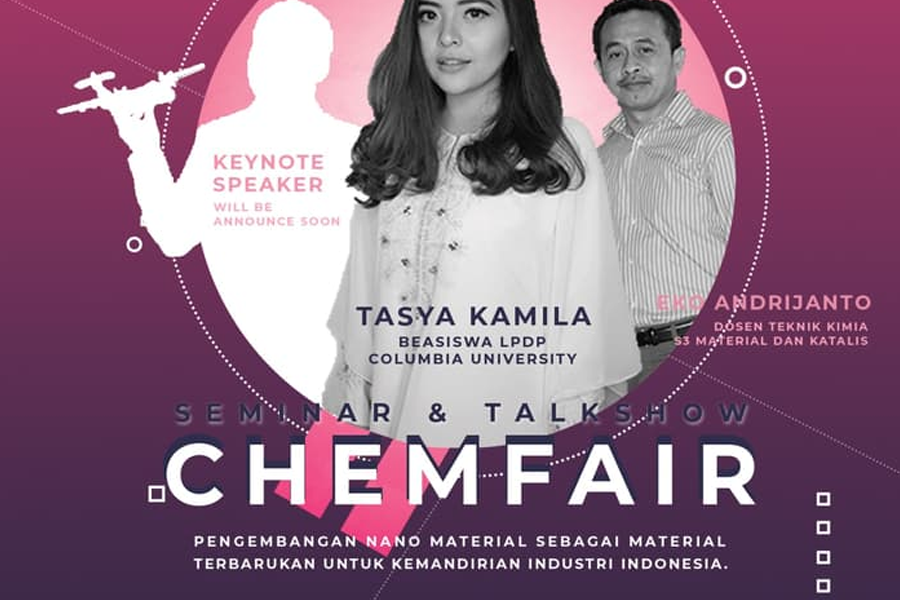 KEYNOTE
SPEAKER
WILL BE
ANNOUNCE SOON
TASYA KAMILA
BEASISWA LPDP
COLUMBIA UNIVERSITY
EKO ANDRIJANTO
DOSEN TEKNIK KIMIA
S3 MATERIAL DAN KATALIS
SEMINAR & TALKSHOW
CHEMFAIR
PENGEMBANGAN NANO MATERIAL SEBAGAI MATERIAL
TERBARUKAN UNTUK KEMANDIRIAN INDUSTRI INDONESIA.